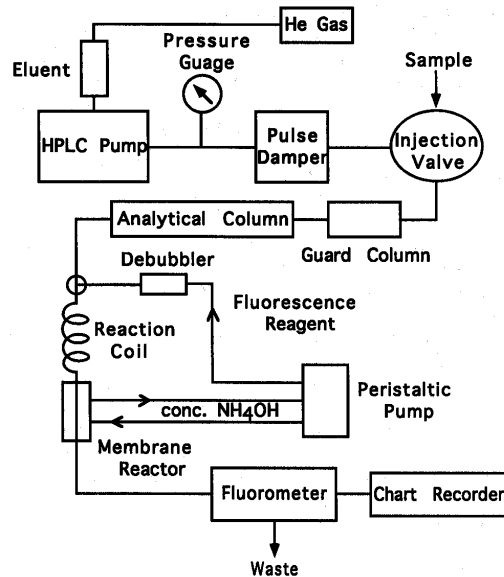 He Gas
Pressure
Guage
Eluent
Sample
HPLC Pump
Pulse
Damper
Injection
Valve
Analytical Column
Guard Column
Debubbler
Fluorescence
Reagent
Reaction
Coil
conc. NH4OH
Peristaltic
Pump
Membrane
Reactor
Fluorometer
Chart Recorder
Waste